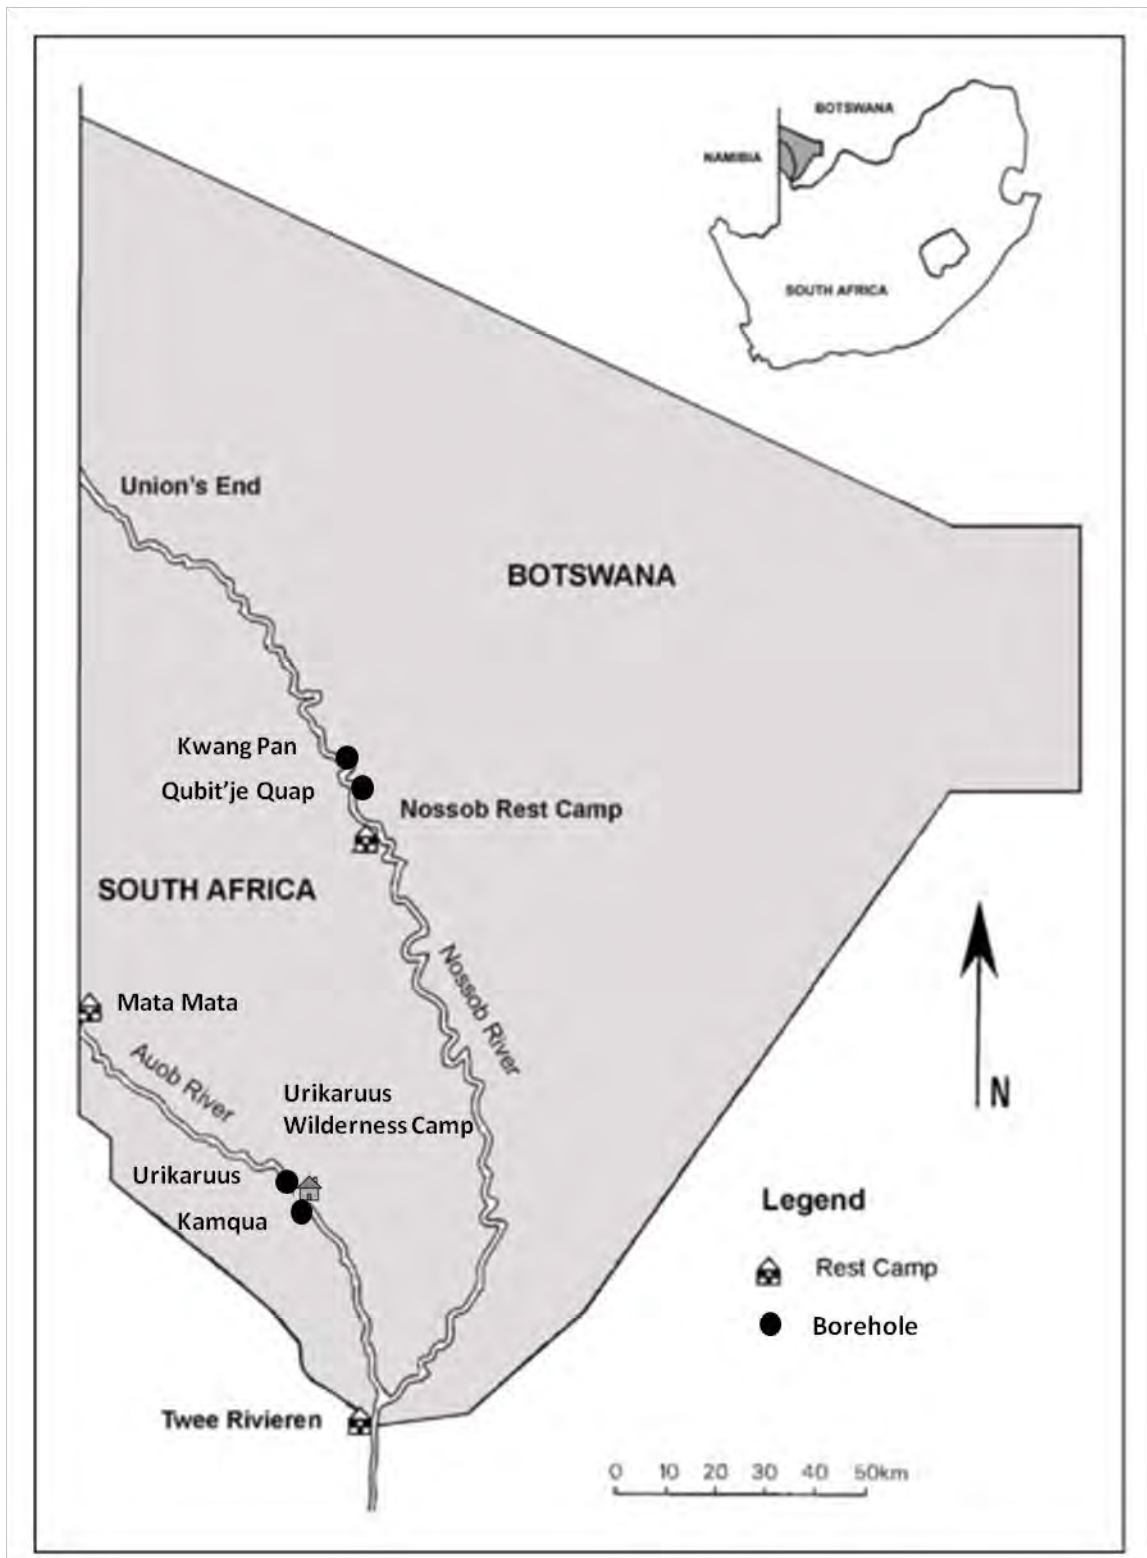 BOTSWANA
NAMIBIA
SOUTH AFRICA
Union's End
BOTSWANA
Kwang Pan
Qubit'je Quap
Nossob Rest Camp
SOUTH AFRICA
Nossob River
Mata Mata
Auob River
Urikaruus
Wilderness Camp
N
Urikaruus
Kamqua
Legend
Rest Camp
Borehole
Twee Rivieren
0 10 20 30 40 50km